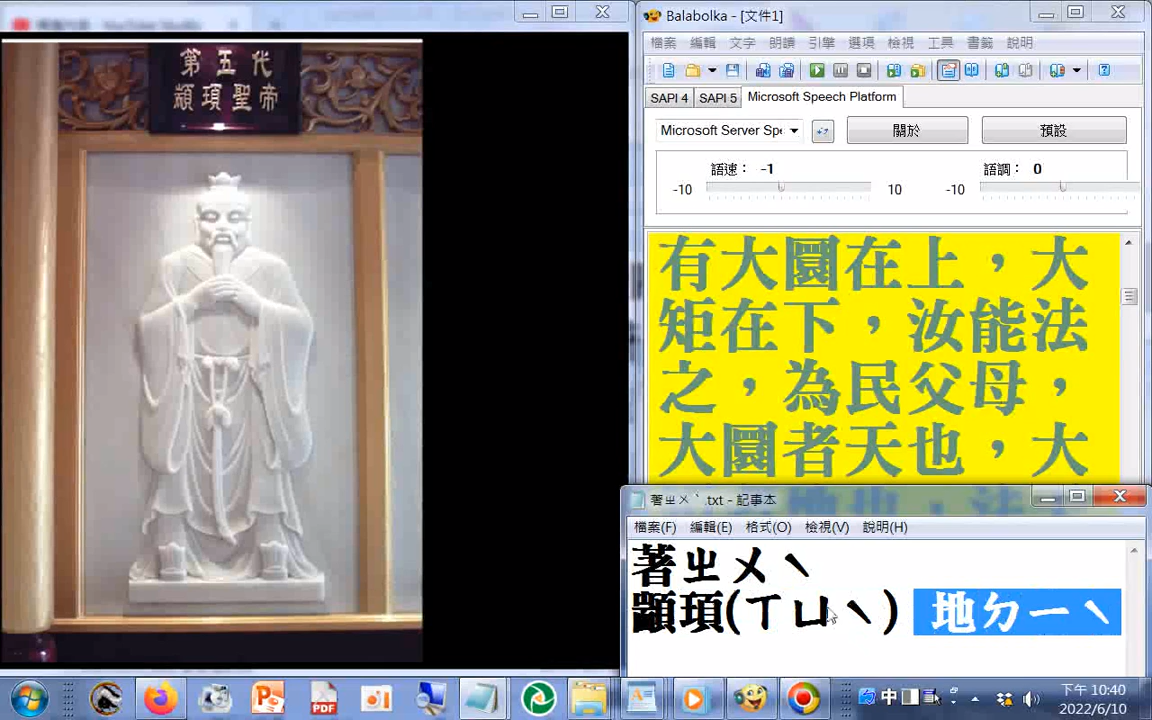 第五代
顓頊聖帝
Balabolka - [文件1]
檔案 編輯 文字 朗讀 引擎 選項 檢視 工具 書籤 說明
SAPI 4 SAPI 5 Microsoft Speech Platform
Microsoft Server Spe 關於 預設
語速： -1 語調： 0
-10 10 -10
有大圜在上，大
矩在下，汝能法
之，為民父母，
大圜者天也，大
著ㄓㄨˋ.txt - 記事本
檔案(F) 編輯(E) 格式(O) 檢視(V) 說明(H)
著ㄓㄨˋ
顓頊(ㄒㄩˋ) 地ㄉㄧˋ
中
下午 10:40
2022/6/10